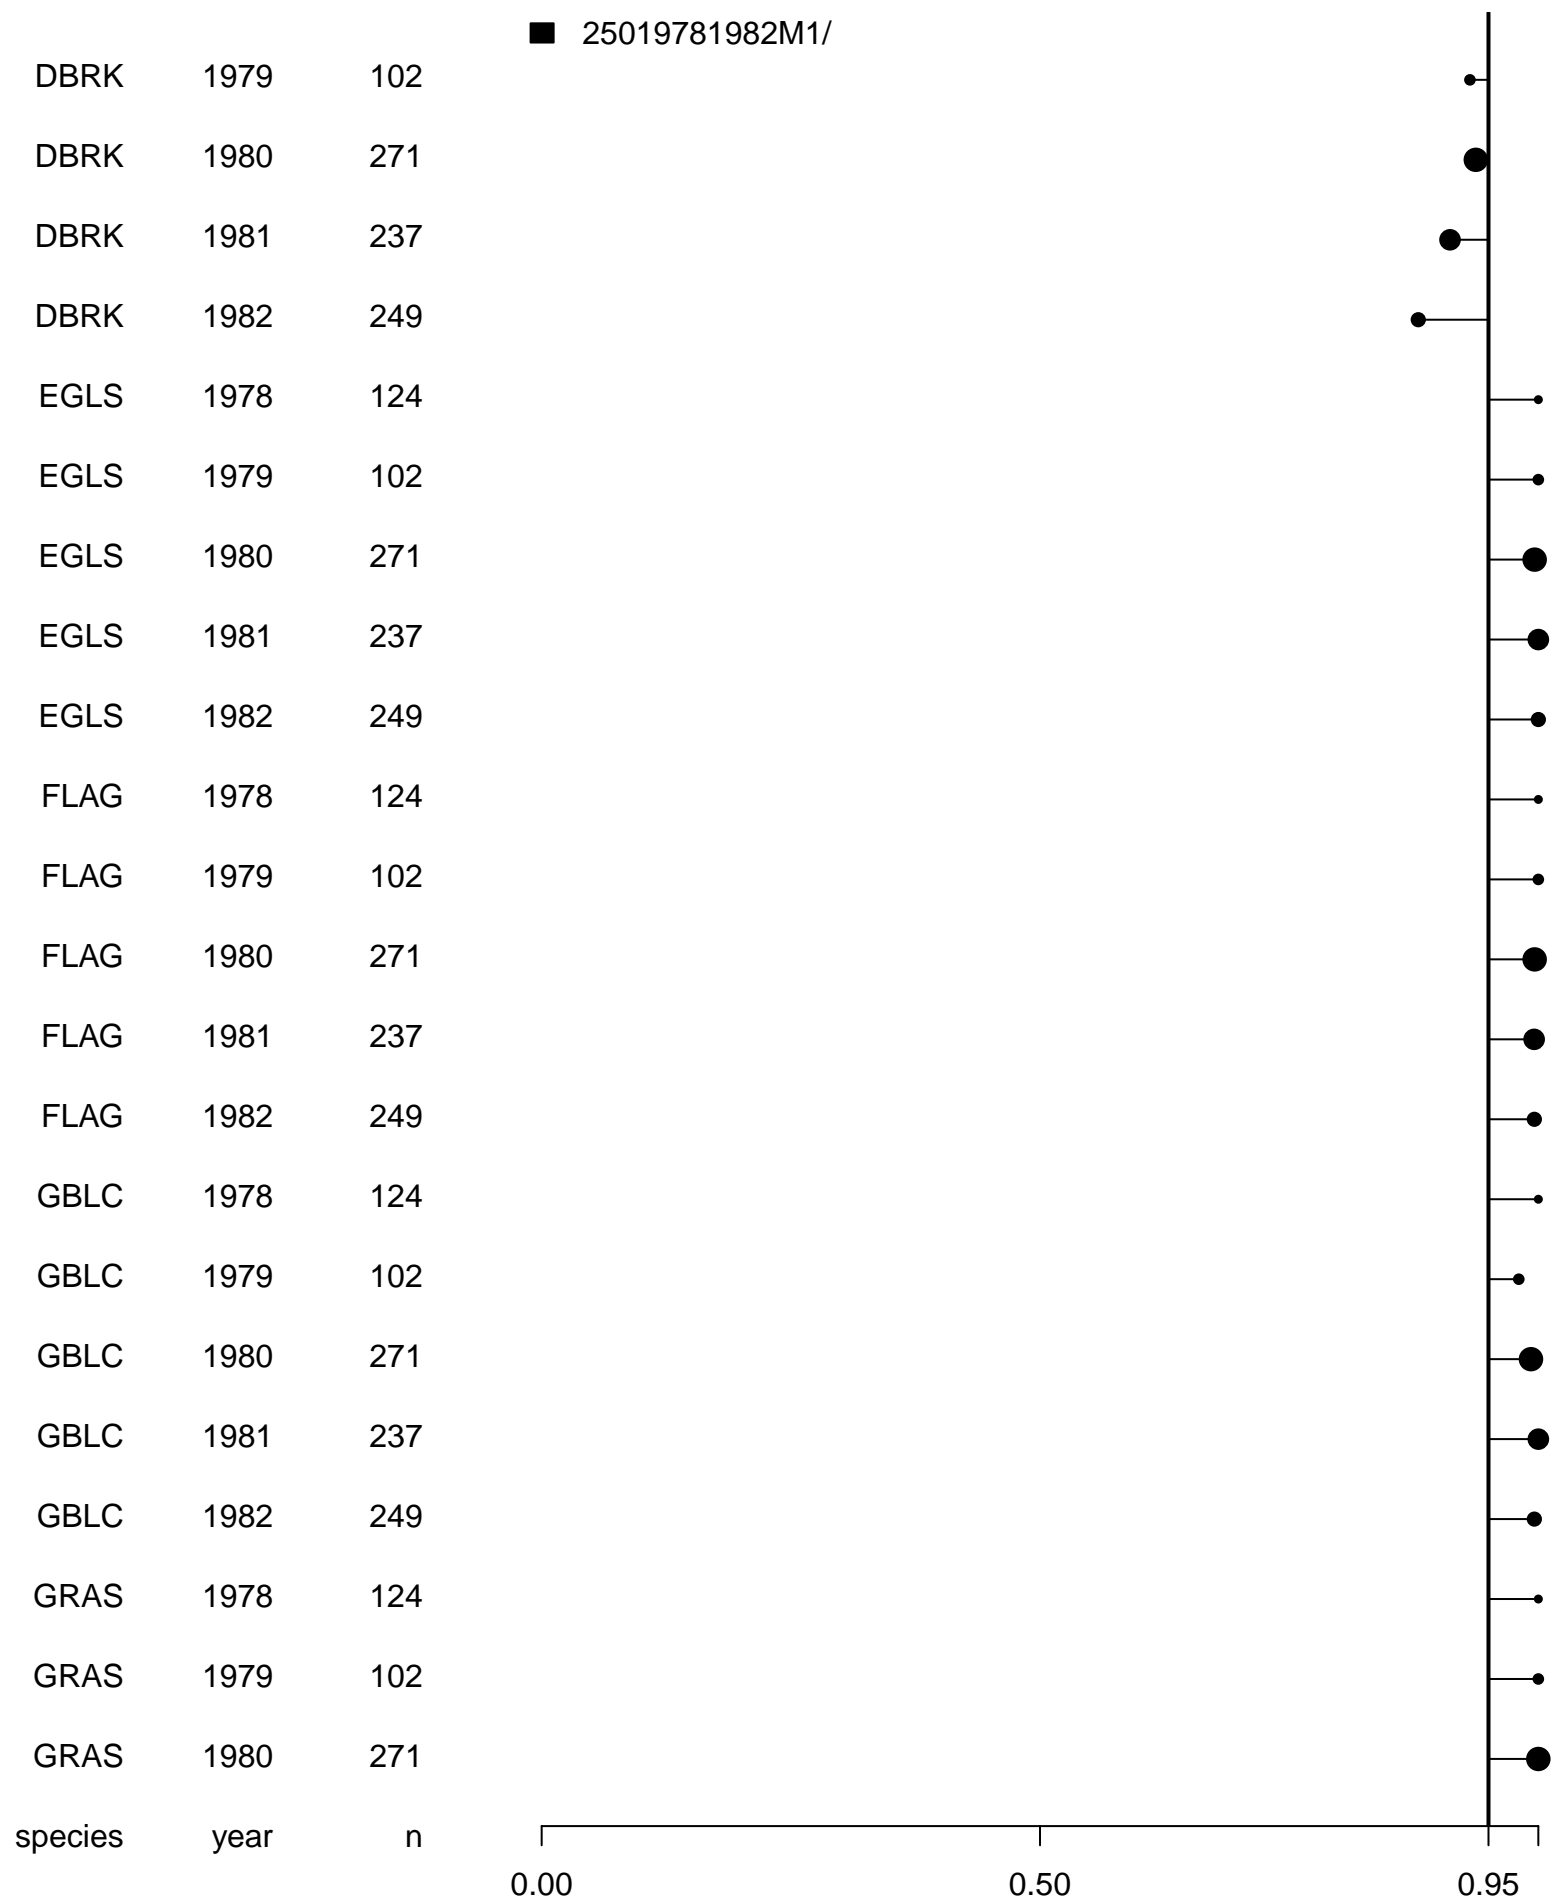 25019781982M1/
DBRK 1979 102
DBRK 1980 271
DBRK 1981 237
DBRK 1982 249
EGLS 1978 124
EGLS 1979 102
EGLS 1980 271
EGLS 1981 237
EGLS 1982 249
FLAG 1978 124
FLAG 1979 102
FLAG 1980 271
FLAG 1981 237
FLAG 1982 249
GBLC 1978 124
GBLC 1979 102
GBLC 1980 271
GBLC 1981 237
GBLC 1982 249
GRAS 1978 124
GRAS 1979 102
GRAS 1980 271
species year n
0.00 0.50 0.95